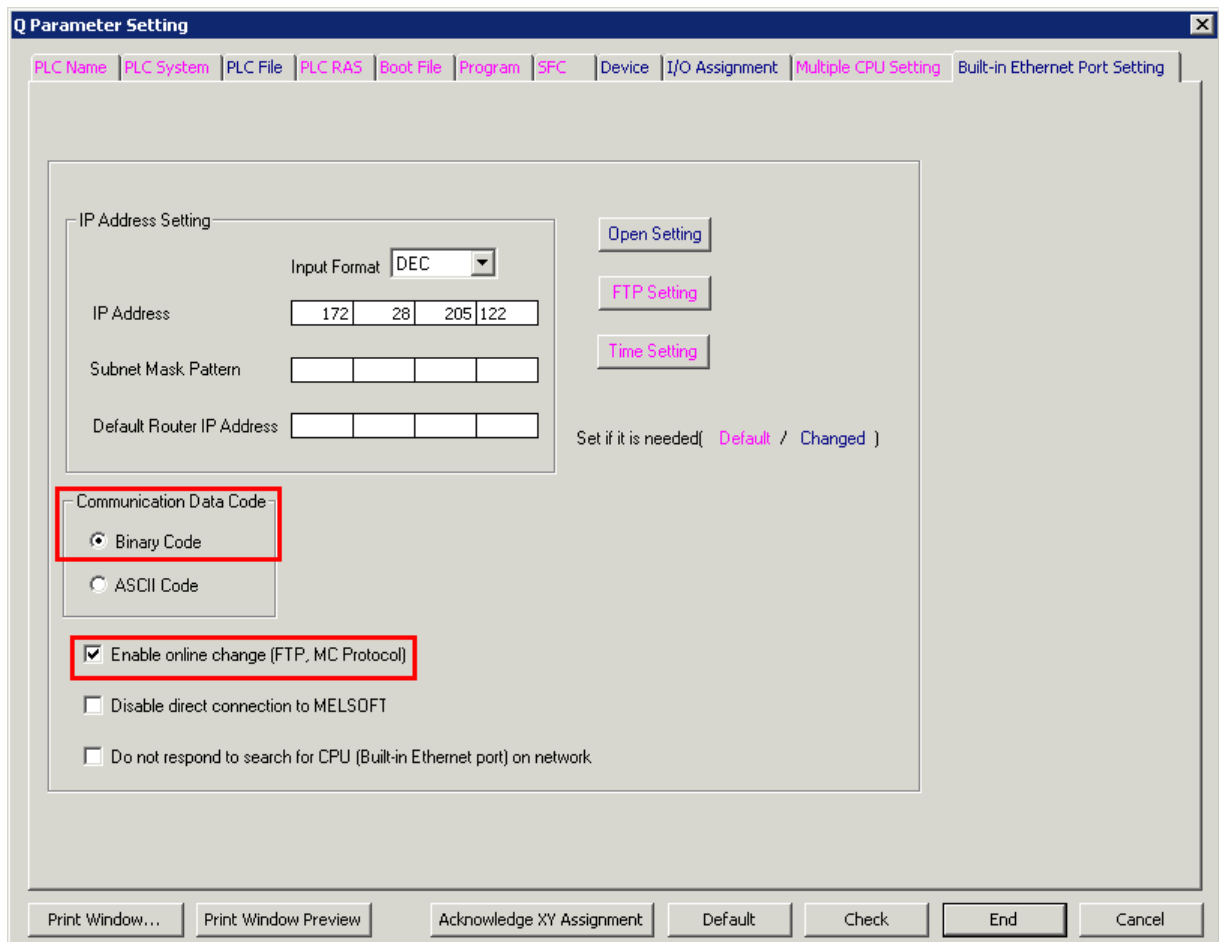 Q Parameter Setting
PLC Name PLC System PLC File PLC RAS Boot File Program SFC Device I/O Assignment Multiple CPU Setting Built-in Ethernet Port Setting
IP Address Setting
Input Format DEC
IP Address 172 28 205 122
Subnet Mask Pattern
Default Router IP Address
Open Setting
FTP Setting
Time Setting
Set if it is needed( Default / Changed )
Communication Data Code
Binary Code
ASCII Code
Enable online change (FTP, MC Protocol)
Disable direct connection to MELSOFT
Do not respond to search for CPU (Built-in Ethernet port) on network
Print Window... Print Window Preview Acknowledge XY Assignment Default Check End Cancel